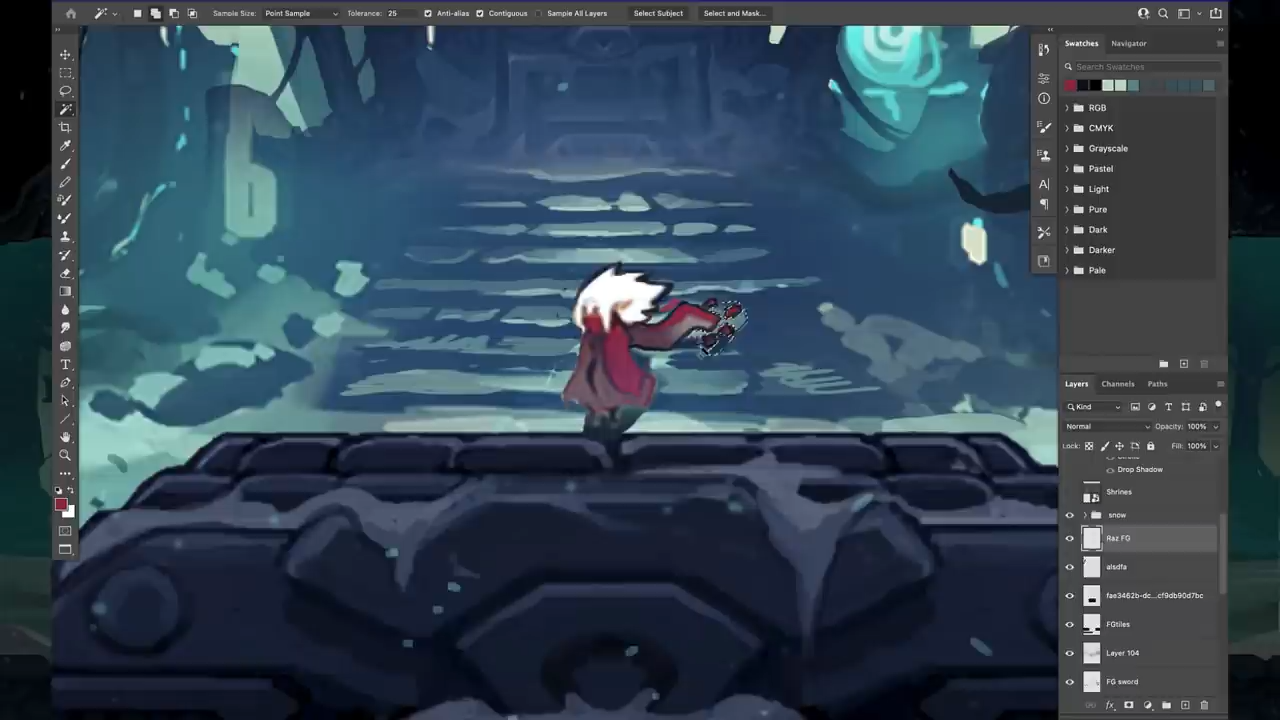 Sample Size: Point Sample Tolerance: 25 Anti-alias Contiguous Sample All Layers Select Subject Select and Mask...
Swatches Navigator
Search Swatches
RGB
CMYK
Grayscale
Pastel
Light
Pure
Dark
Darker
Pale
6
Layers Channels Paths
Kind
Normal Opacity: 100%
Lock: Fill: 100%
Drop Shadow
Shrines
snow
Raz FG
alsdfa
fae3462b-dc...cf9db90d7bc
FGtiles
Layer 104
FG sword
fx